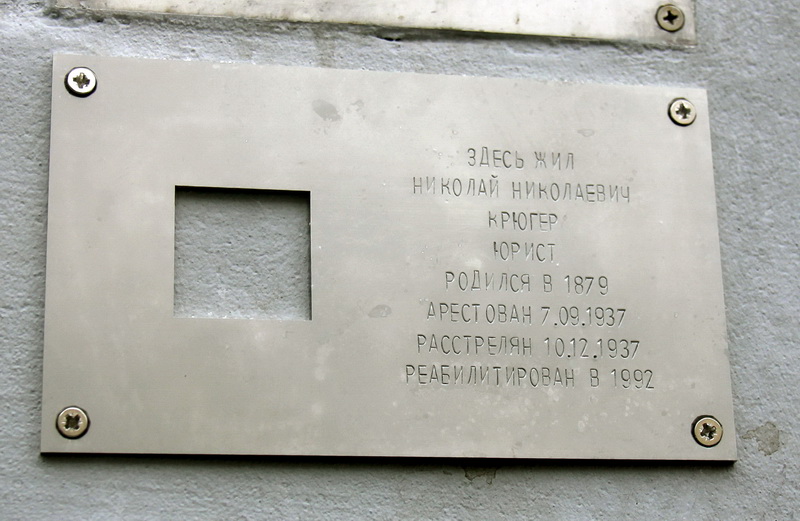 ЗДЕСЬ ЖИЛ
НИКОЛАЙ НИКОЛАЕВИЧ
КРЮГЕР
ЮРИСТ
РОДИЛСЯ В 1879
АРЕСТОВАН 7.09.1937
РАССТРЕЛЯН 10.12.1937
РЕАБИЛИТИРОВАН В 1992